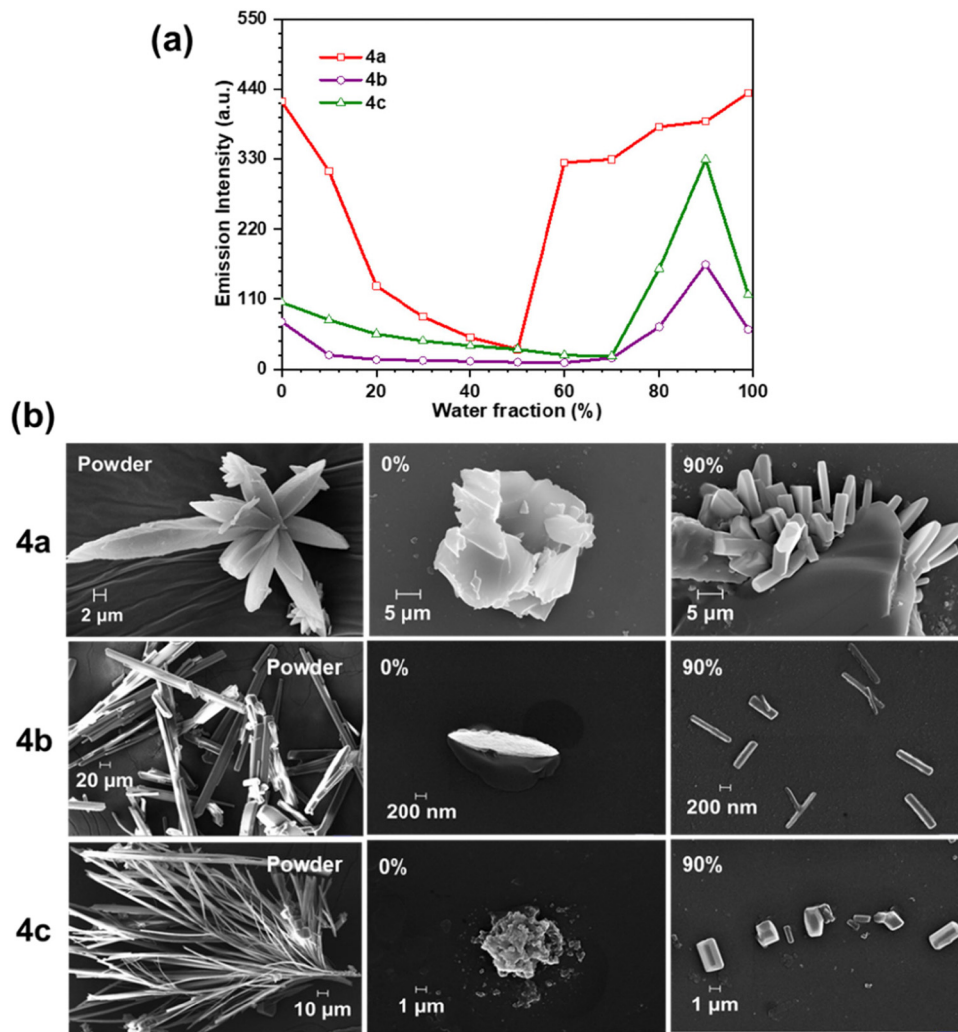 (a)
550
440
330
220
110
0
Emission Intensity (a.u.)
4a
4b
4c
0 20 40 60 80 100
Water fraction (%)
(b)
4a
Powder
2 µm
0%
5 µm
90%
5 µm
4b
Powder
20 µm
0%
200 nm
90%
200 nm
4c
Powder
10 µm
0%
1 µm
90%
1 µm